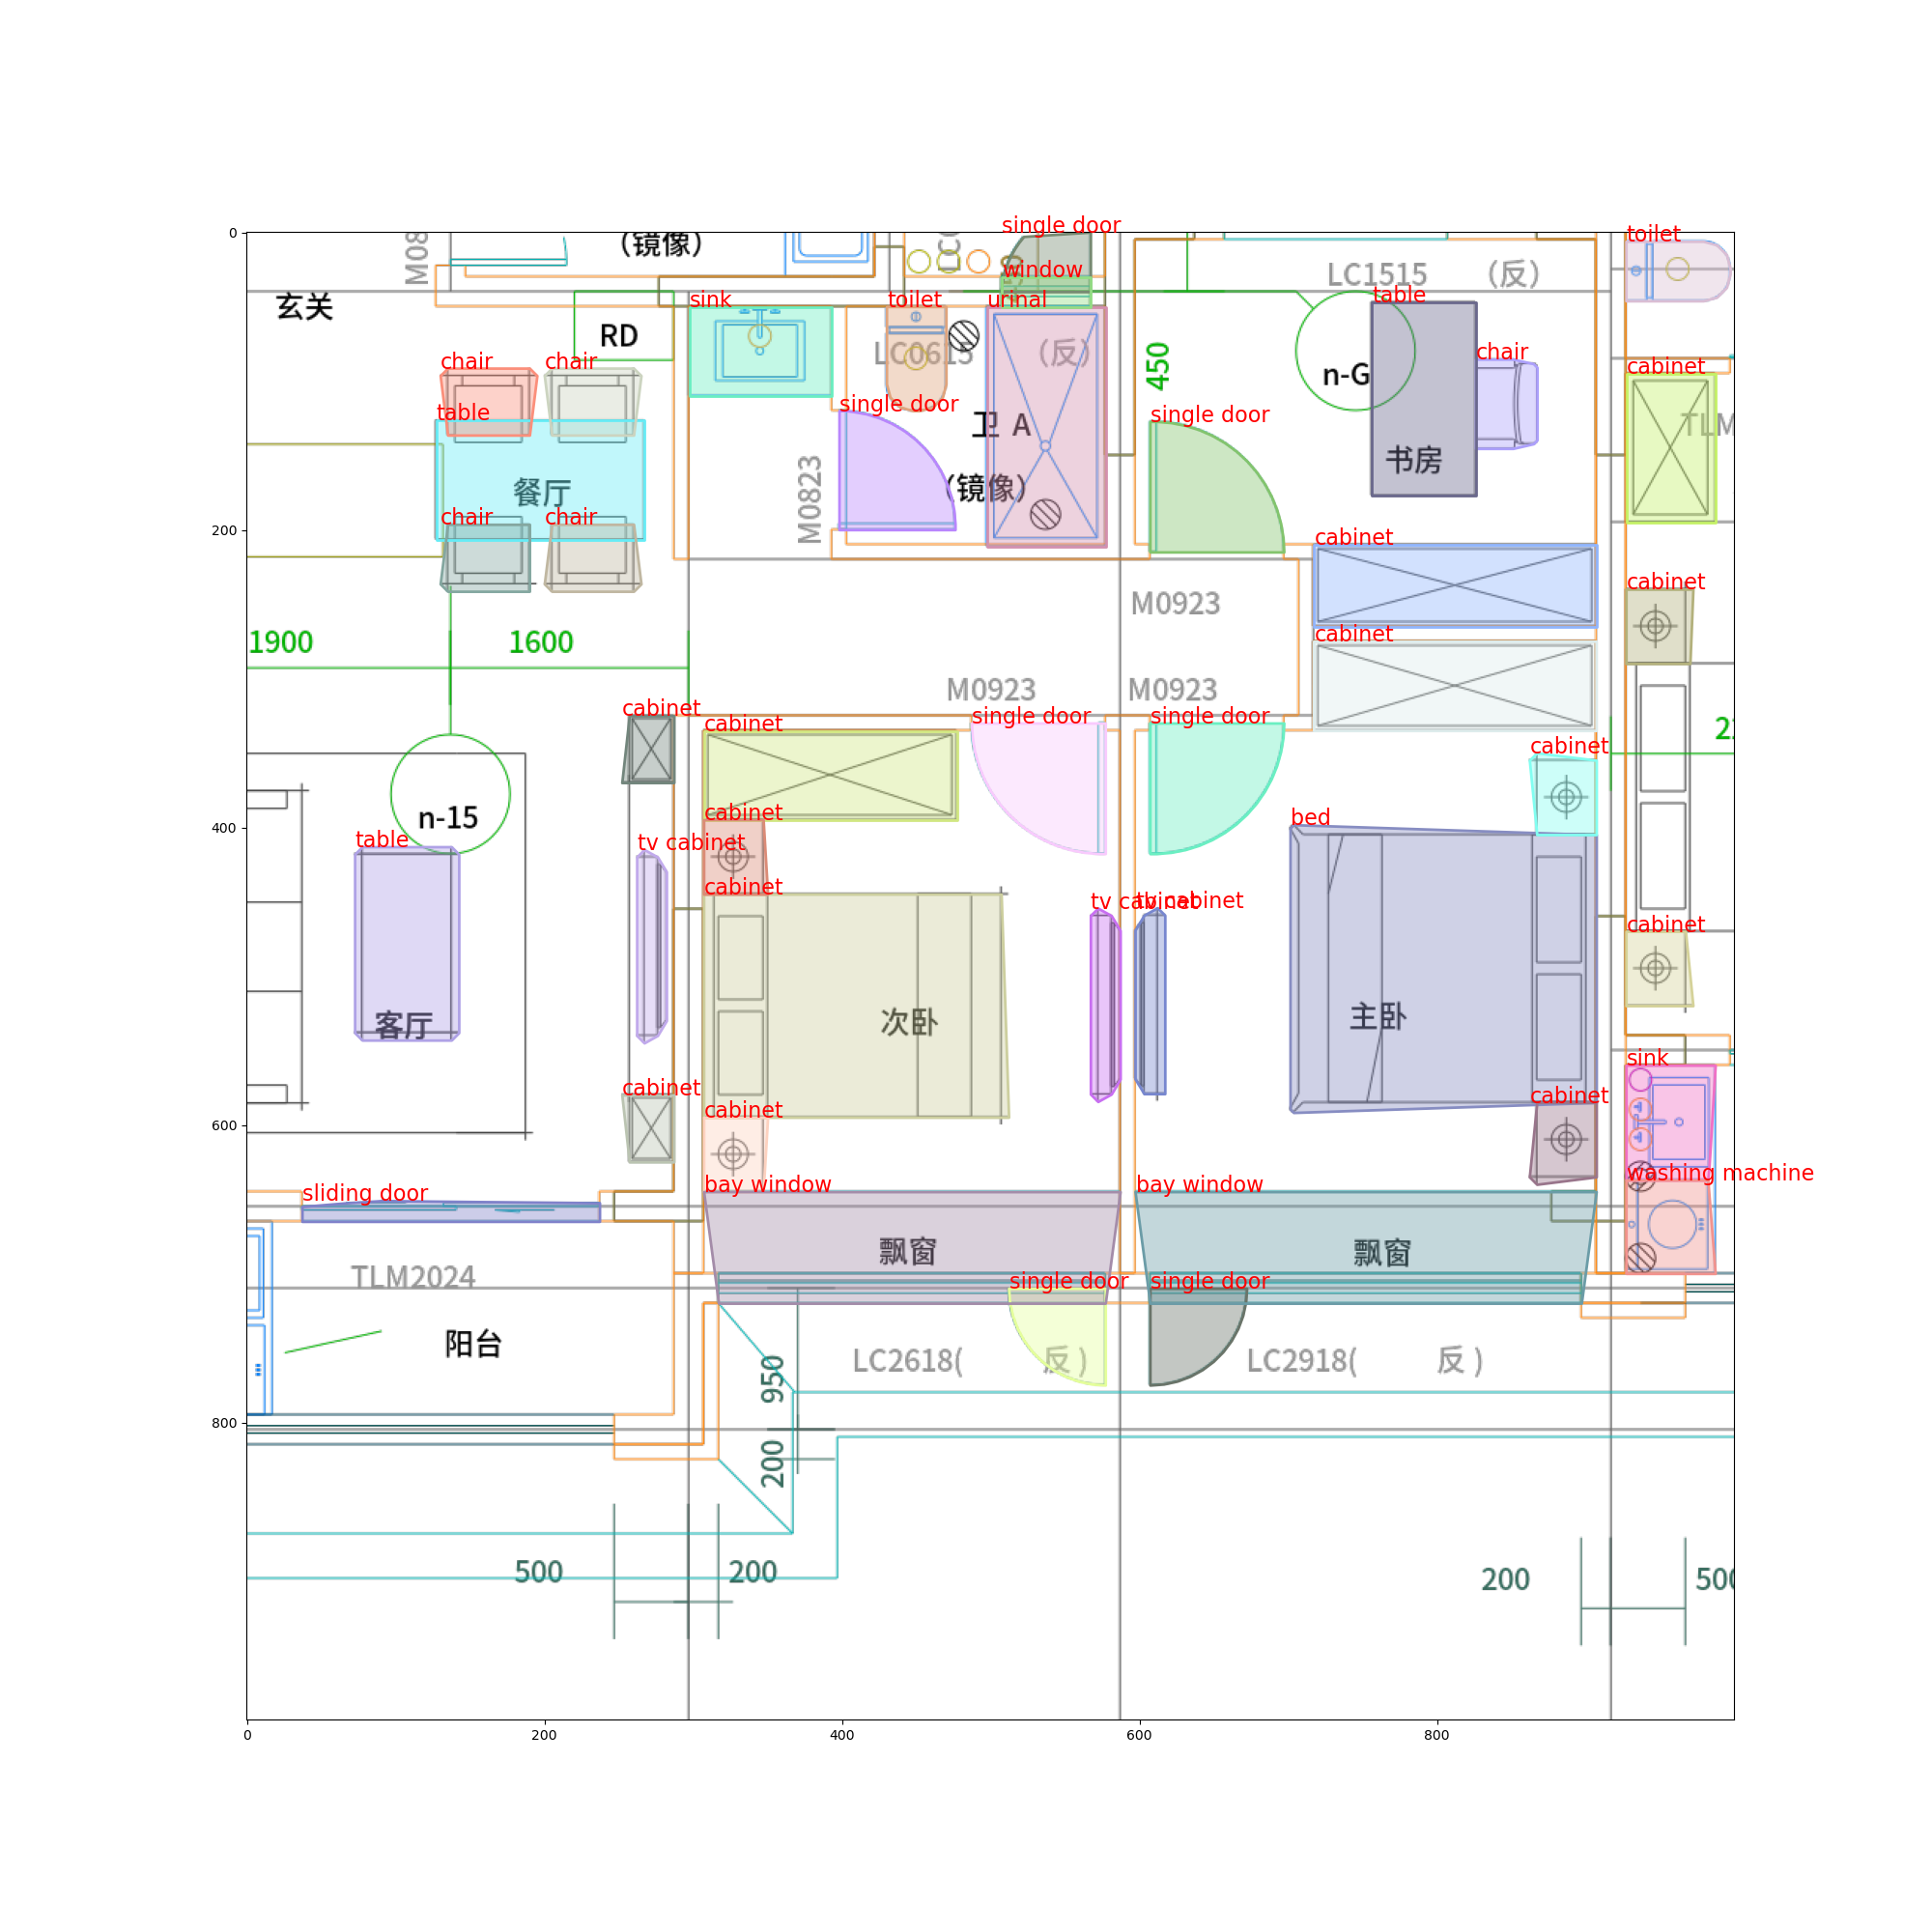 0
200
400
600
800
0
200
400
600
800
single door
toilet
M08
（镜像）
LC1515 （反）
window
玄关
sink
toilet
urinal
table
RD
LC0615 （反）
450
chair
chair
chair
cabinet
n-G
table
single door
single door
卫 A
TLM
书房
餐厅
M0823
（镜像）
chair
chair
cabinet
cabinet
M0923
1900
1600
cabinet
M0923
M0923
cabinet
cabinet
single door
single door
cabinet
n-15
cabinet
bed
table
tv cabinet
cabinet
tv cabinet
tv cabinet
cabinet
客厅
次卧
主卧
sink
cabinet
cabinet
cabinet
washing machine
sliding door
bay window
bay window
飘窗
飘窗
TLM2024
single door
single door
阳台
LC2618( 反 )
LC2918( 反 )
950
200
500
200
200
500